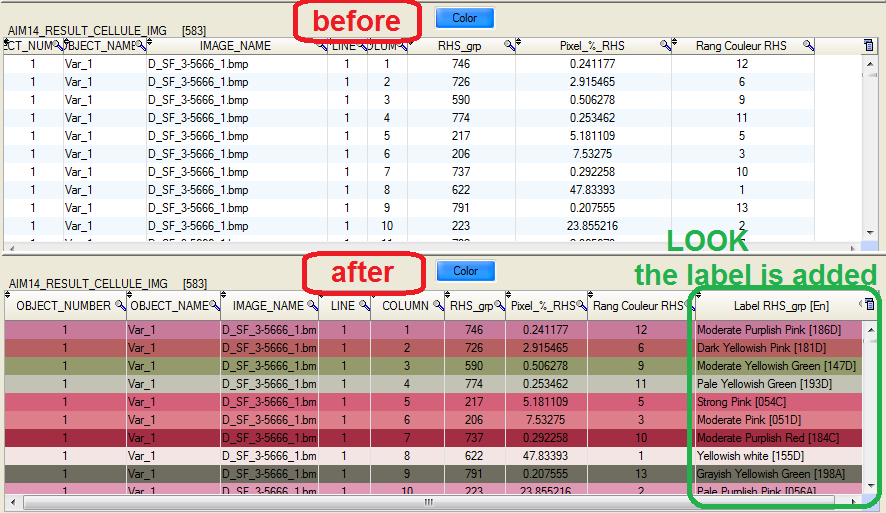 before Color
AIM14_RESULT_CELLULE_IMG [583]
ECT_NUM OBJECT_NAME IMAGE_NAME LINE OLUM RHS_grp Pixel_%_RHS Rang Couleur RHS
1 Var_1 D_SF_3-5666_1.bmp 1 1 746 0.241177 12
1 Var_1 D_SF_3-5666_1.bmp 1 2 726 2.915465 6
1 Var_1 D_SF_3-5666_1.bmp 1 3 590 0.506278 9
1 Var_1 D_SF_3-5666_1.bmp 1 4 774 0.253462 11
1 Var_1 D_SF_3-5666_1.bmp 1 5 217 5.181109 5
1 Var_1 D_SF_3-5666_1.bmp 1 6 206 7.53275 3
1 Var_1 D_SF_3-5666_1.bmp 1 7 737 0.292258 10
1 Var_1 D_SF_3-5666_1.bmp 1 8 622 47.83393 1
1 Var_1 D_SF_3-5666_1.bmp 1 9 791 0.207555 13
1 Var_1 D_SF_3-5666_1.bmp 1 10 223 23.855216 2
LOOK
the label is added
after Color
AIM14_RESULT_CELLULE_IMG [583]
OBJECT_NUMBER OBJECT_NAME IMAGE_NAME LINE COLUMN RHS_grp Pixel_%_RHS Rang Couleur RHS Label RHS_grp [En]
1 Var_1 D_SF_3-5666_1.bm 1 1 746 0.241177 12 Moderate Purplish Pink [186D]
1 Var_1 D_SF_3-5666_1.bm 1 2 726 2.915465 6 Dark Yellowish Pink [181D]
1 Var_1 D_SF_3-5666_1.bm 1 3 590 0.506278 9 Moderate Yellowish Green [147D]
1 Var_1 D_SF_3-5666_1.bm 1 4 774 0.253462 11 Pale Yellowish Green [193D]
1 Var_1 D_SF_3-5666_1.bm 1 5 217 5.181109 5 Strong Pink [054C]
1 Var_1 D_SF_3-5666_1.bm 1 6 206 7.53275 3 Moderate Pink [051D]
1 Var_1 D_SF_3-5666_1.bm 1 7 737 0.292258 10 Moderate Purplish Red [184C]
1 Var_1 D_SF_3-5666_1.bm 1 8 622 47.83393 1 Yellowish white [155D]
1 Var_1 D_SF_3-5666_1.bm 1 9 791 0.207555 13 Grayish Yellowish Green [198A]
1 Var_1 D_SF_3-5666_1.bm 1 10 223 23.855216 2 Pale Purplish Pink [056A]